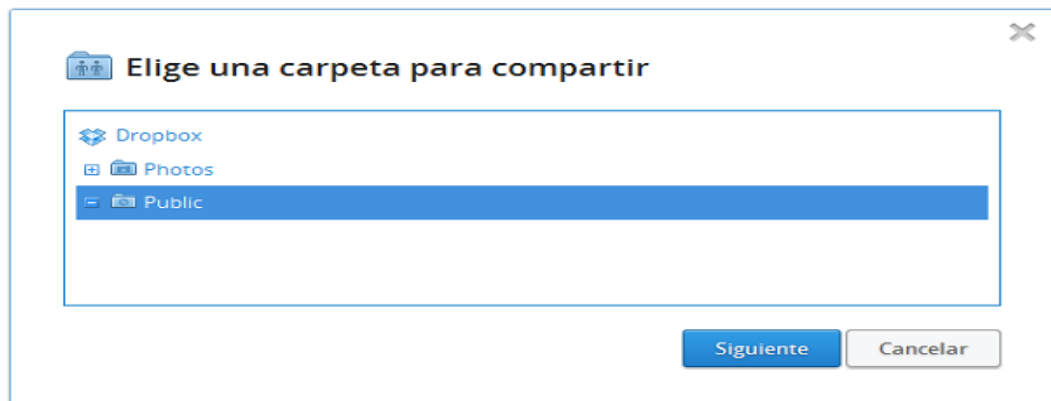 Elige una carpeta para compartir
Dropbox
Photos
Public
Siguiente Cancelar